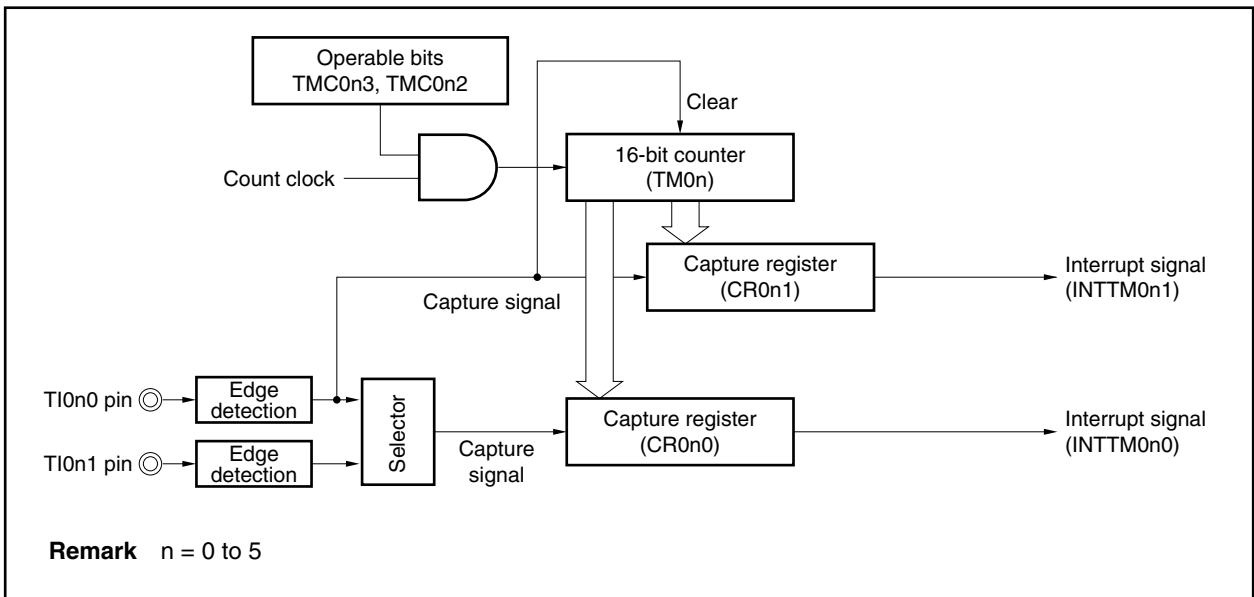 Operable bits
TMC0n3, TMC0n2
Clear
16-bit counter
(TM0n)
Count clock
Capture register
(CR0n1)
Interrupt signal
(INTTM0n1)
Capture signal
TI0n0 pin
Edge
detection
Selector
Capture register
(CR0n0)
Interrupt signal
(INTTM0n0)
Capture
signal
TI0n1 pin
Edge
detection
Remark n = 0 to 5